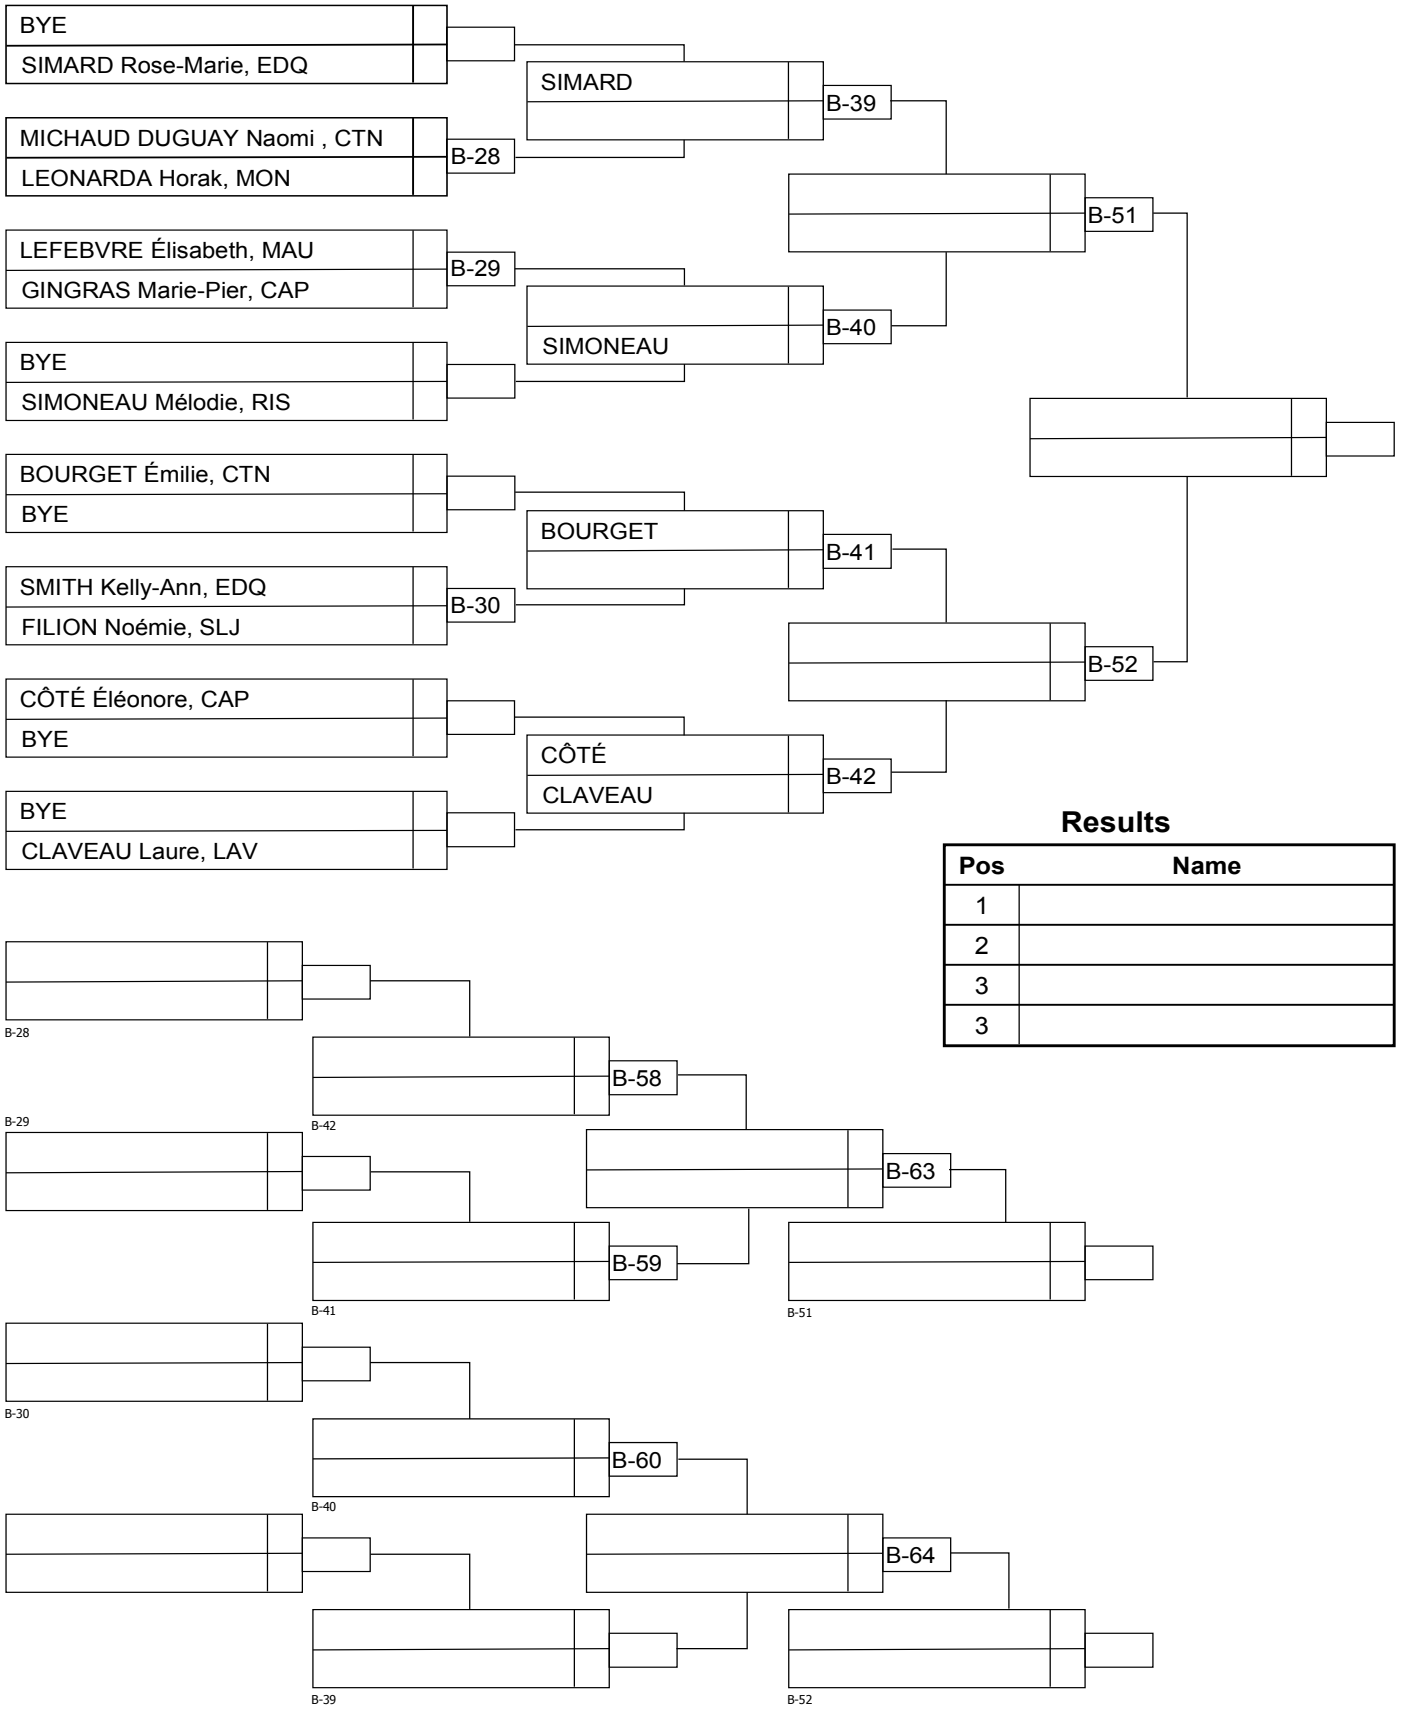 BYE
SIMARD Rose-Marie, EDQ
SIMARD
B-39
MICHAUD DUGUAY Naomi , CTN
LEONARDA Horak, MON
B-28
B-51
LEFEBVRE Élisabeth, MAU
GINGRAS Marie-Pier, CAP
B-29
SIMONEAU
B-40
BYE
SIMONEAU Mélodie, RIS
BOURGET Émilie, CTN
BYE
BOURGET
B-41
SMITH Kelly-Ann, EDQ
FILION Noémie, SLJ
B-30
B-52
CÔTÉ Éléonore, CAP
BYE
CÔTÉ
CLAVEAU
B-42
BYE
CLAVEAU Laure, LAV
Results
Pos Name
1
2
3
3
B-28
B-58
B-29
B-42
B-63
B-59
B-41
B-51
B-30
B-60
B-40
B-64
B-39
B-52